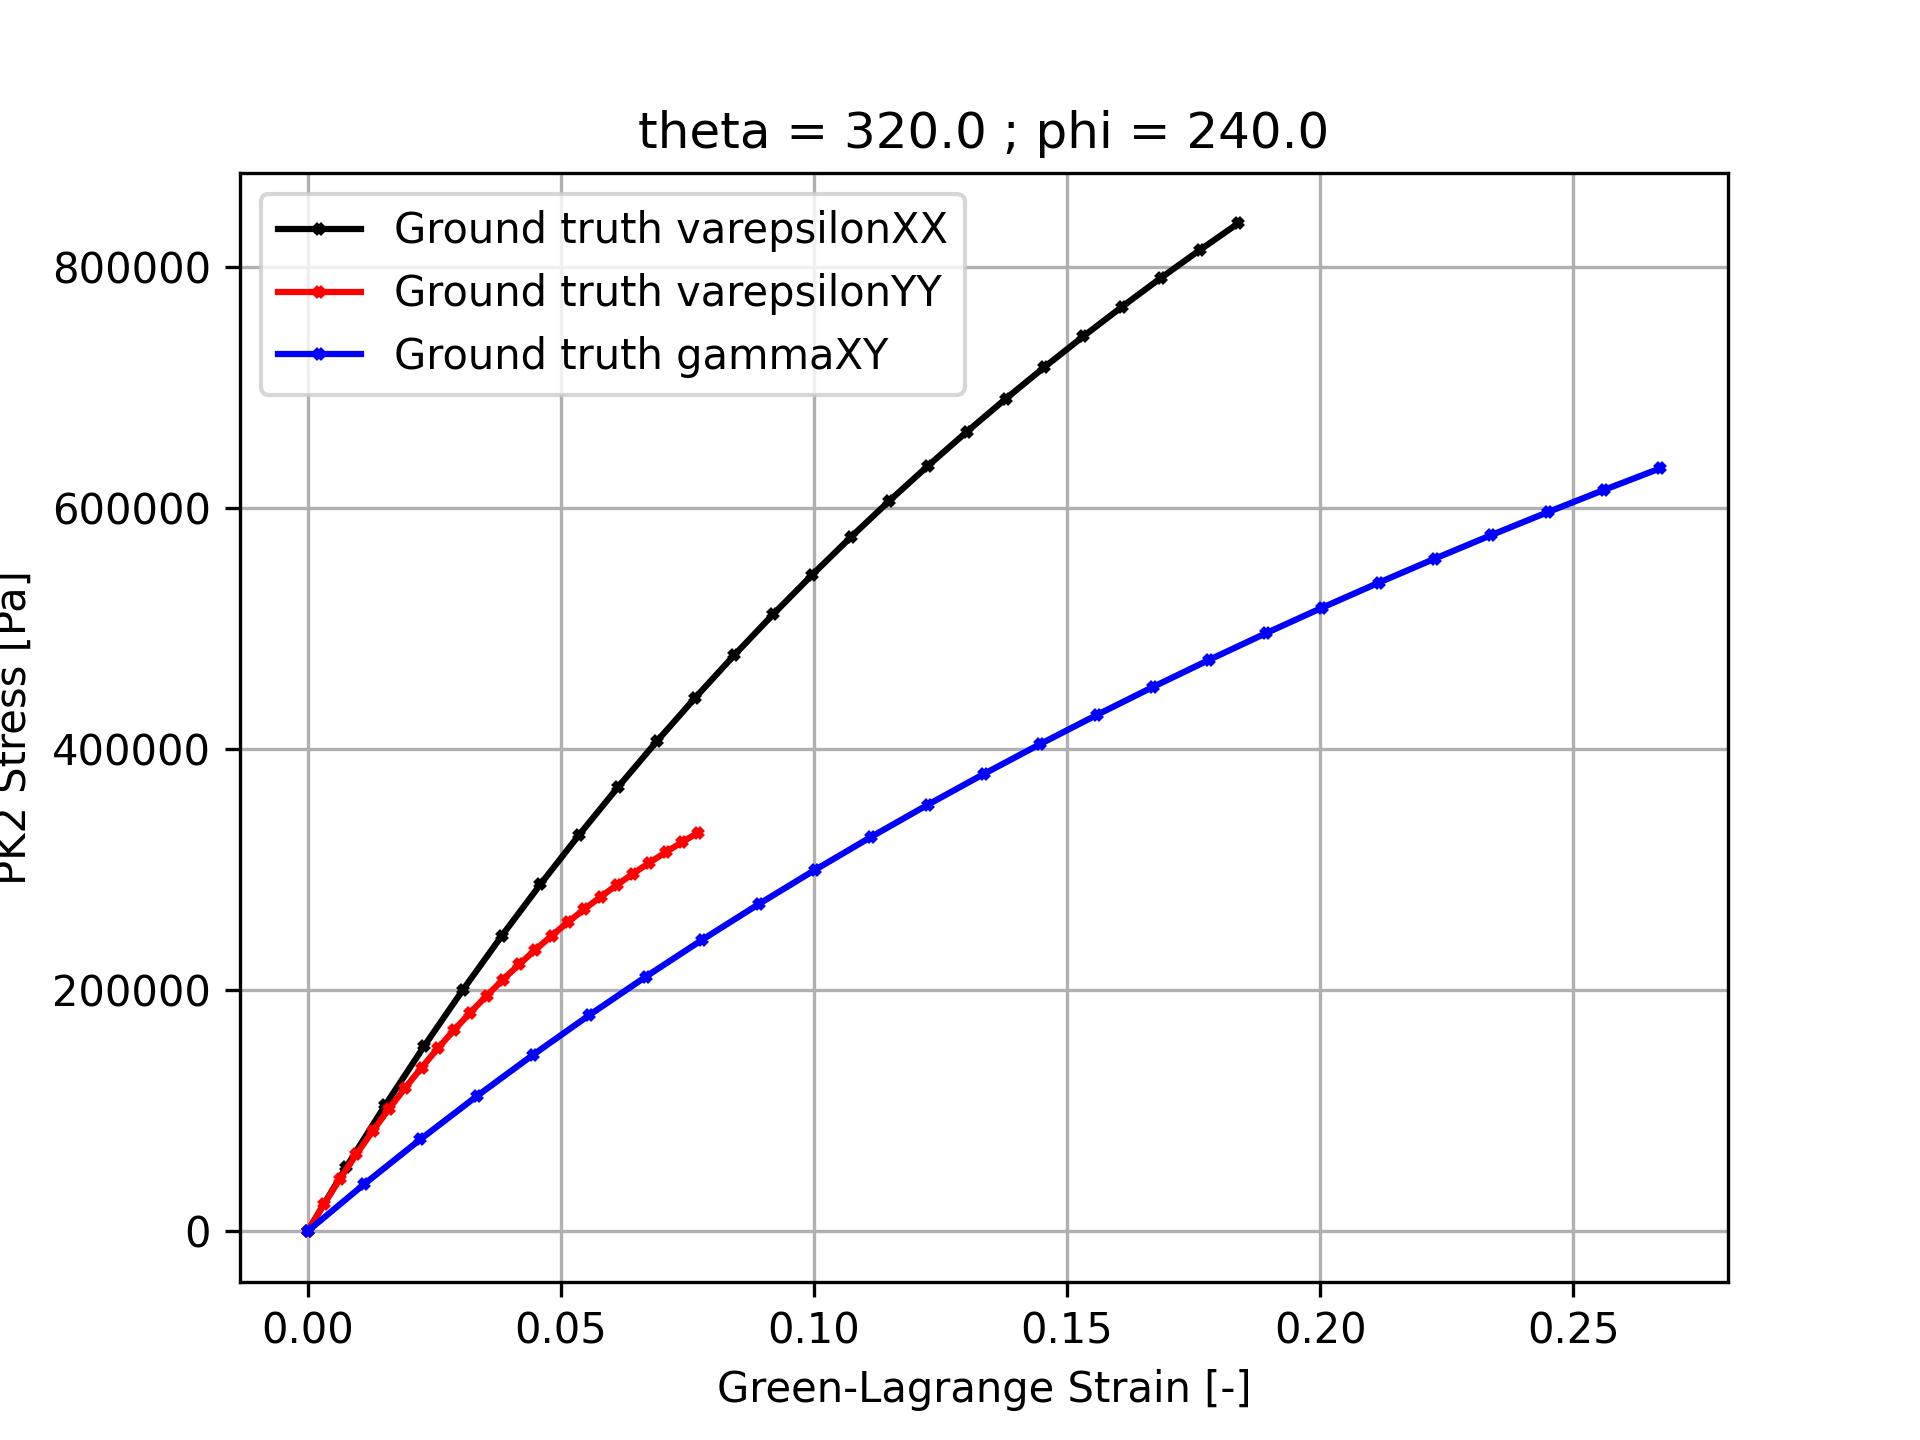 theta = 320.0 ; phi = 240.0
Ground truth varepsilonXX
Ground truth varepsilonYY
Ground truth gammaXY
800000
600000
400000
200000
0
PK2 Stress [Pa]
0.00 0.05 0.10 0.15 0.20 0.25
Green-Lagrange Strain [-]